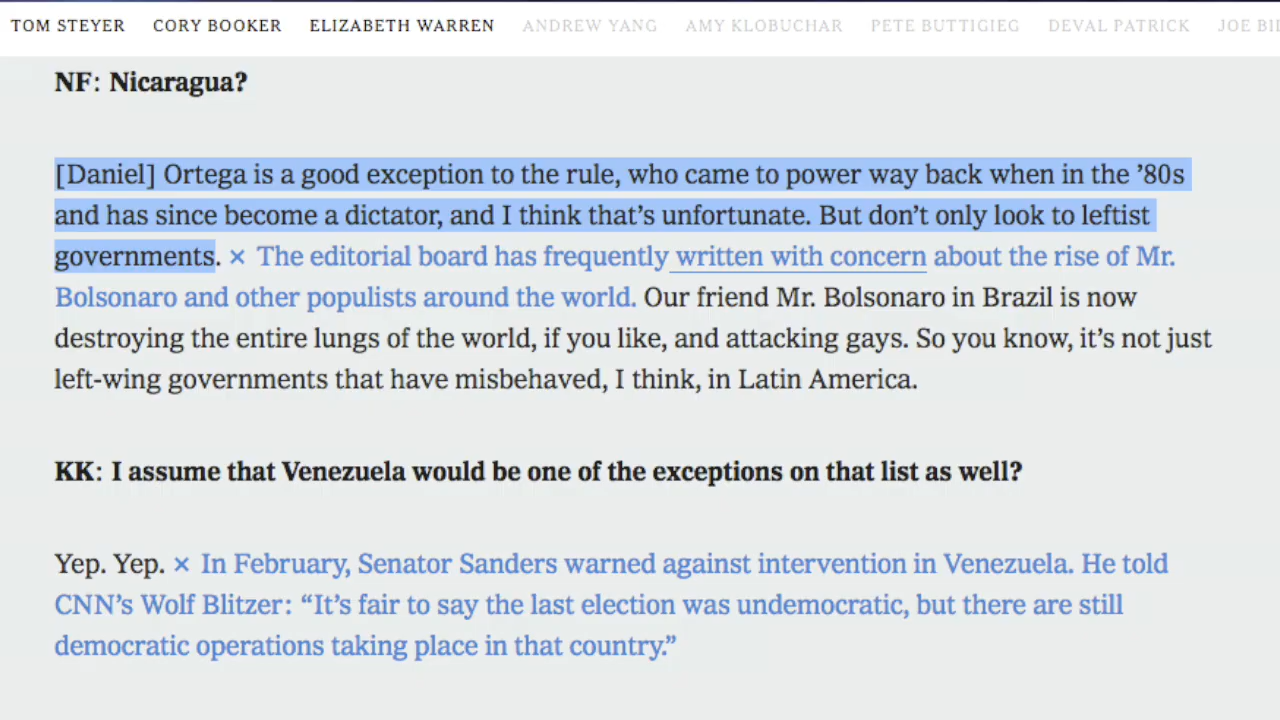 TOM STEYER CORY BOOKER ELIZABETH WARREN ANDREW YANG AMY KLOBUCHAR PETE BUTTIGIEG DEVAL PATRICK JOE
NF: Nicaragua?
[Daniel] Ortega is a good exception to the rule, who came to power way back when in the ’80s
and has since become a dictator, and I think that’s unfortunate. But don’t only look to leftist
governments. × The editorial board has frequently written with concern about the rise of Mr.
Bolsonaro and other populists around the world. Our friend Mr. Bolsonaro in Brazil is now
destroying the entire lungs of the world, if you like, and attacking gays. So you know, it’s not just
left-wing governments that have misbehaved, I think, in Latin America.
KK: I assume that Venezuela would be one of the exceptions on that list as well?
Yep. Yep. × In February, Senator Sanders warned against intervention in Venezuela. He told
CNN’s Wolf Blitzer: “It’s fair to say the last election was undemocratic, but there are still
democratic operations taking place in that country.”